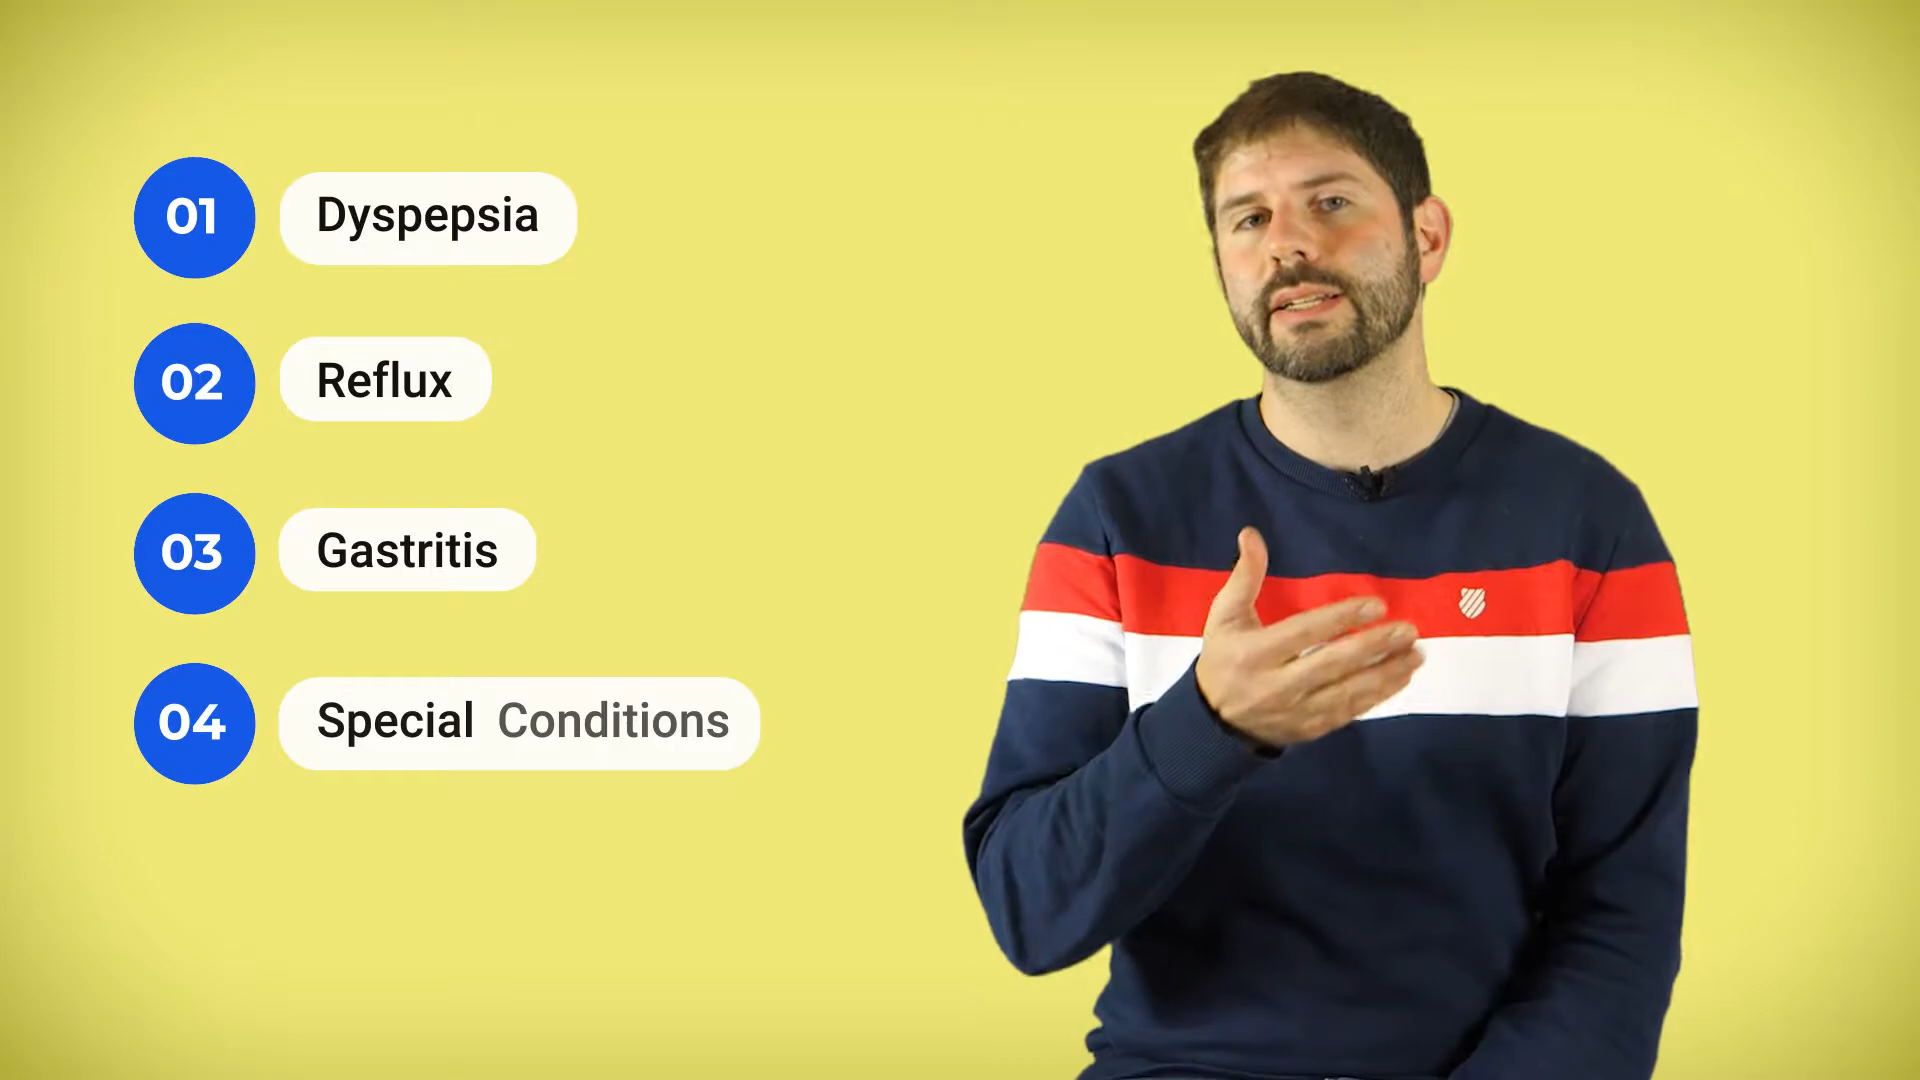 01 Dyspepsia
02 Reflux
03 Gastritis
04 Special Conditions